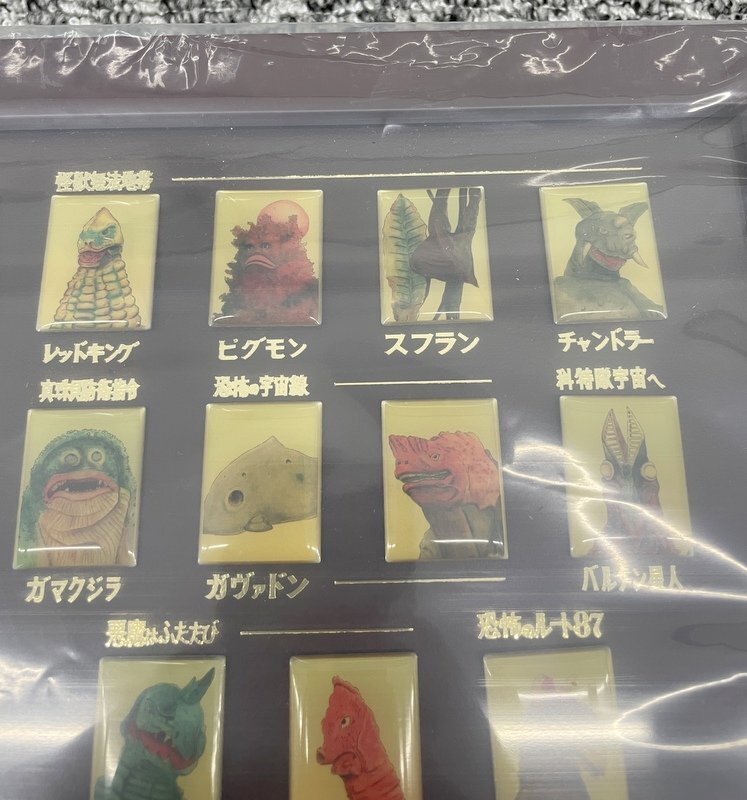 怪獣無法地帯
レッドキング
ピグモン
スフラン
チャンドラー
真珠貝防衛指令
恐怖の宇宙線
科特隊宇宙へ
ガマクジラ
ガヴァドン
バルタン星人
悪魔はふたたび
恐怖のルート87